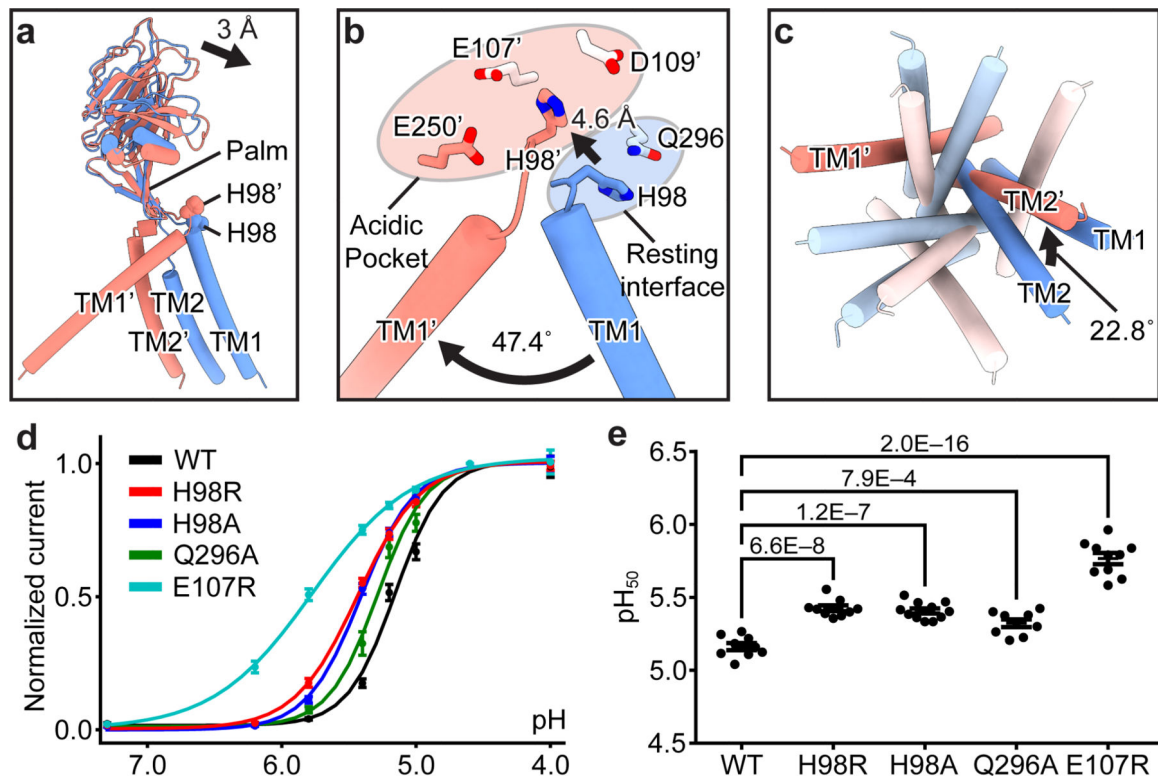 a
3 Å
Palm
H98’
H98
TM1’
TM2
TM2’
TM1
b
E107’
D109’
4.6 Å
E250’
H98’
Q296
H98
Acidic
Pocket
Resting
interface
TM1’
47.4°
TM1
c
TM1’
TM2’
TM1
TM2
22.8°
d
Normalized current
1.0
0.5
0.0
WT
H98R
H98A
Q296A
E107R
pH
7.0 6.0 5.0 4.0
e
pH50
6.5
6.0
5.5
5.0
4.5
2.0E–16
7.9E–4
1.2E–7
6.6E–8
WT H98R H98A Q296A E107R